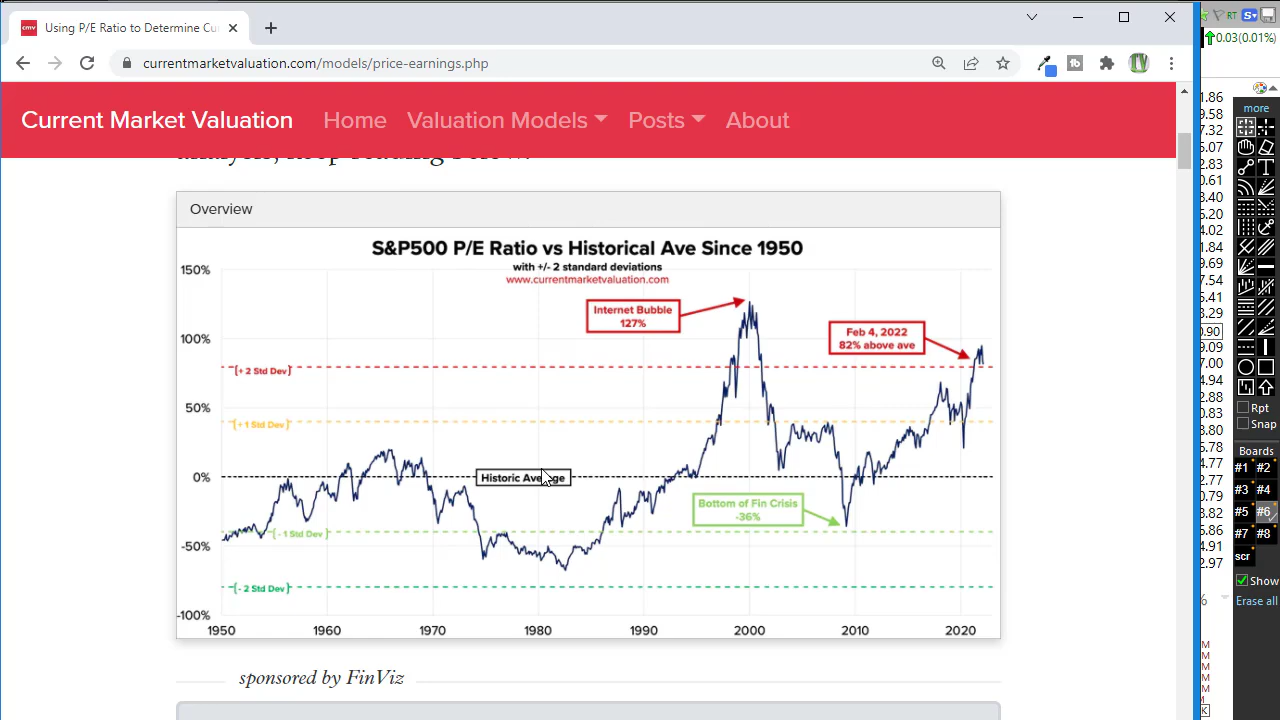 Using P/E Ratio to Determine Cu
0.03(0.01%)
currentmarketvaluation.com/models/price-earnings.php
Current Market Valuation Home Valuation Models Posts About
analysis, keep reading below.
Overview
S&P500 P/E Ratio vs Historical Ave Since 1950
with +/- 2 standard deviations
www.currentmarketvaluation.com
150%
100%
50%
0%
-50%
-100%
Internet Bubble
127%
Feb 4, 2022
82% above ave
(+ 2 Std Dev)
(+ 1 Std Dev)
Historic Ave
Bottom of Fin Crisis
-36%
(- 1 Std Dev)
(- 2 Std Dev)
1950 1960 1970 1980 1990 2000 2010 2020
sponsored by FinViz
more
Rpt
Snap
Boards
#1 #2
#3 #4
#5 #6
#7 #8
scr
Show
Erase all